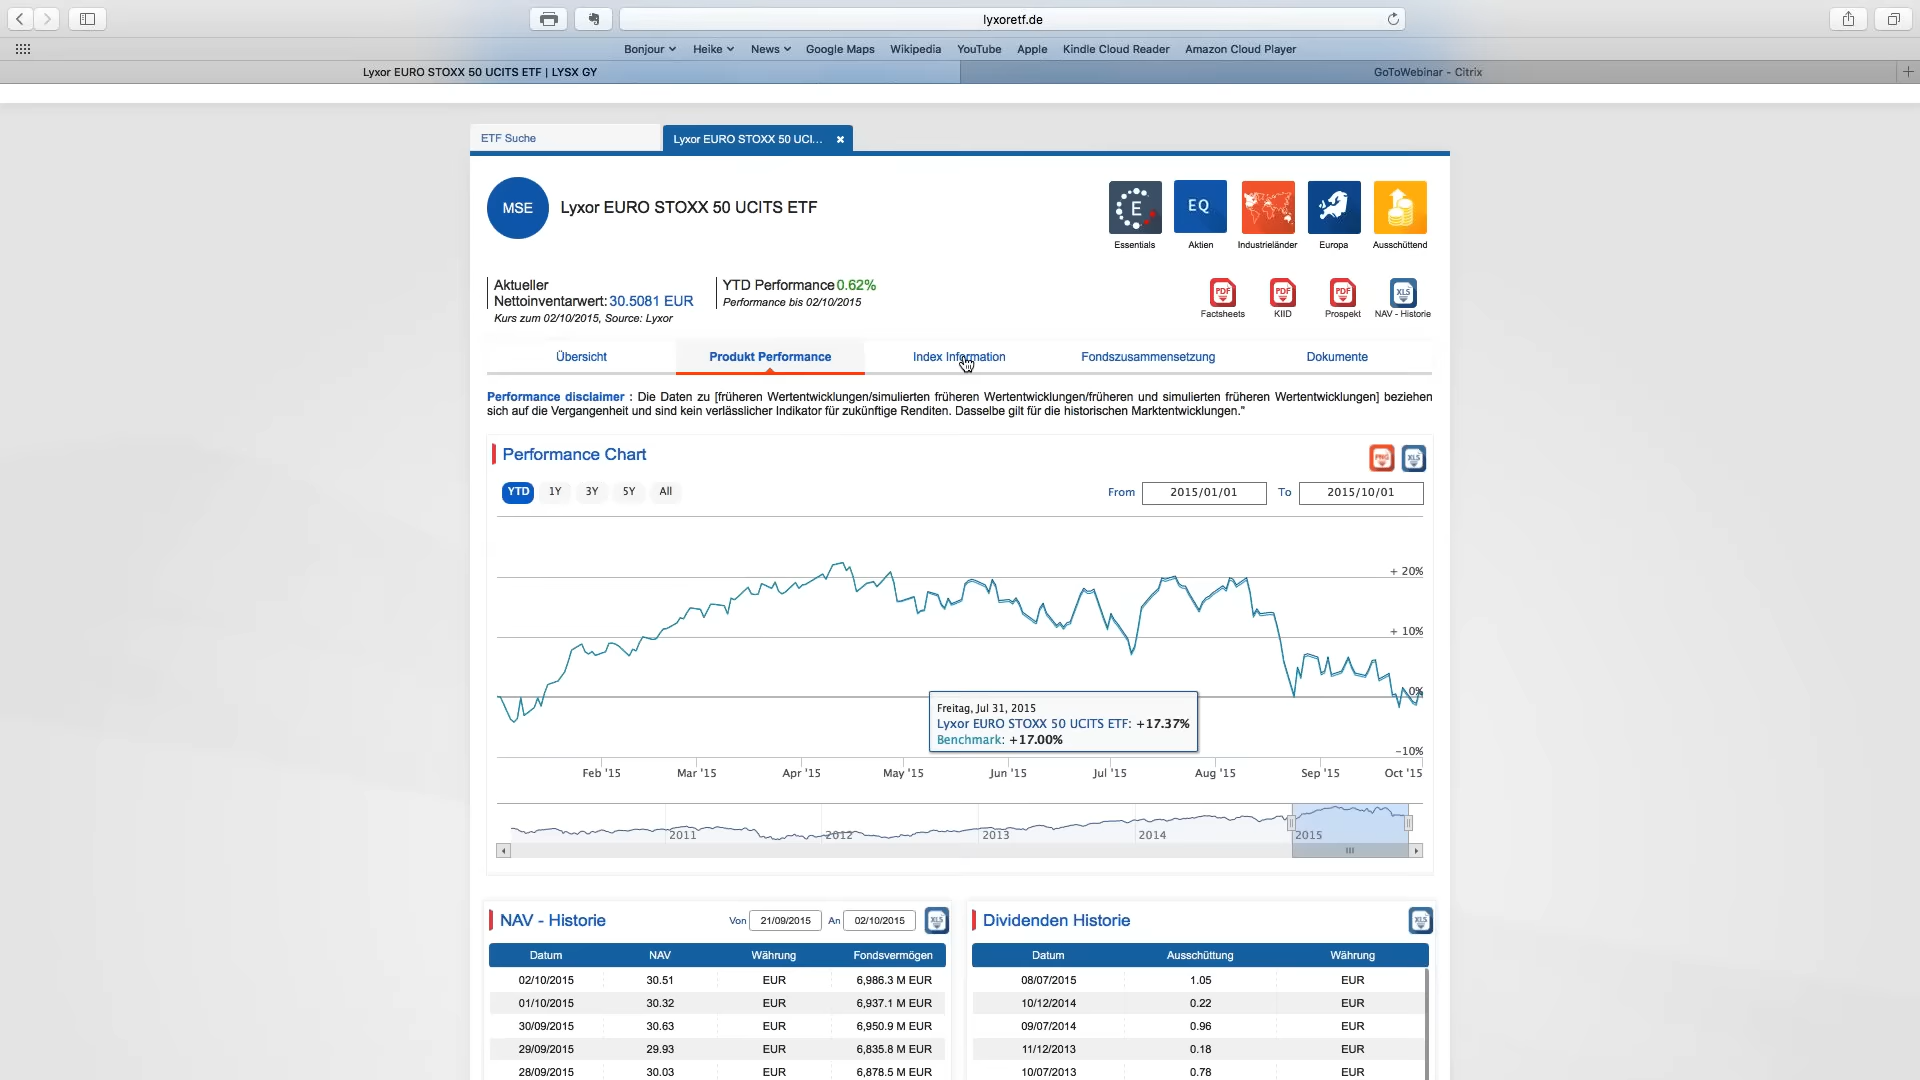 lyxoretf.de
Bonjour Heike News Google Maps Wikipedia YouTube Apple Kindle Cloud Reader Amazon Cloud Player
Lyxor EURO STOXX 50 UCITS ETF | LYSX GY
GoToWebinar - Citrix
ETF Suche
Lyxor EURO STOXX 50 UCI...
MSE
Lyxor EURO STOXX 50 UCITS ETF
E
EQ
Essentials Aktien Industrieländer Europa Ausschüttend
Aktueller
Nettoinventarwert: 30.5081 EUR
Kurs zum 02/10/2015, Source: Lyxor
YTD Performance 0.62%
Performance bis 02/10/2015
PDF PDF PDF XLS
Factsheets KIID Prospekt NAV - Historie
Übersicht Produkt Performance Index Information Fondszusammensetzung Dokumente
Performance disclaimer : Die Daten zu [früheren Wertentwicklungen/simulierten früheren Wertentwicklungen/früheren und simulierten früheren Wertentwicklungen] beziehen
sich auf die Vergangenheit und sind kein verlässlicher Indikator für zukünftige Renditen. Dasselbe gilt für die historischen Marktentwicklungen."
Performance Chart
PNG XLS
YTD 1Y 3Y 5Y All
From 2015/01/01 To 2015/10/01
+ 20%
+ 10%
0%
-10%
Freitag, Jul 31, 2015
Lyxor EURO STOXX 50 UCITS ETF: +17.37%
Benchmark: +17.00%
Feb '15 Mar '15 Apr '15 May '15 Jun '15 Jul '15 Aug '15 Sep '15 Oct '15
2011 2012 2013 2014 2015
NAV - Historie
Von 21/09/2015 An 02/10/2015 XLS
Datum NAV Währung Fondsvermögen
02/10/2015 30.51 EUR 6,986.3 M EUR
01/10/2015 30.32 EUR 6,937.1 M EUR
30/09/2015 30.63 EUR 6,950.9 M EUR
29/09/2015 29.93 EUR 6,835.8 M EUR
28/09/2015 30.03 EUR 6,878.5 M EUR
Dividenden Historie
XLS
Datum Ausschüttung Währung
08/07/2015 1.05 EUR
10/12/2014 0.22 EUR
09/07/2014 0.96 EUR
11/12/2013 0.18 EUR
10/07/2013 0.78 EUR